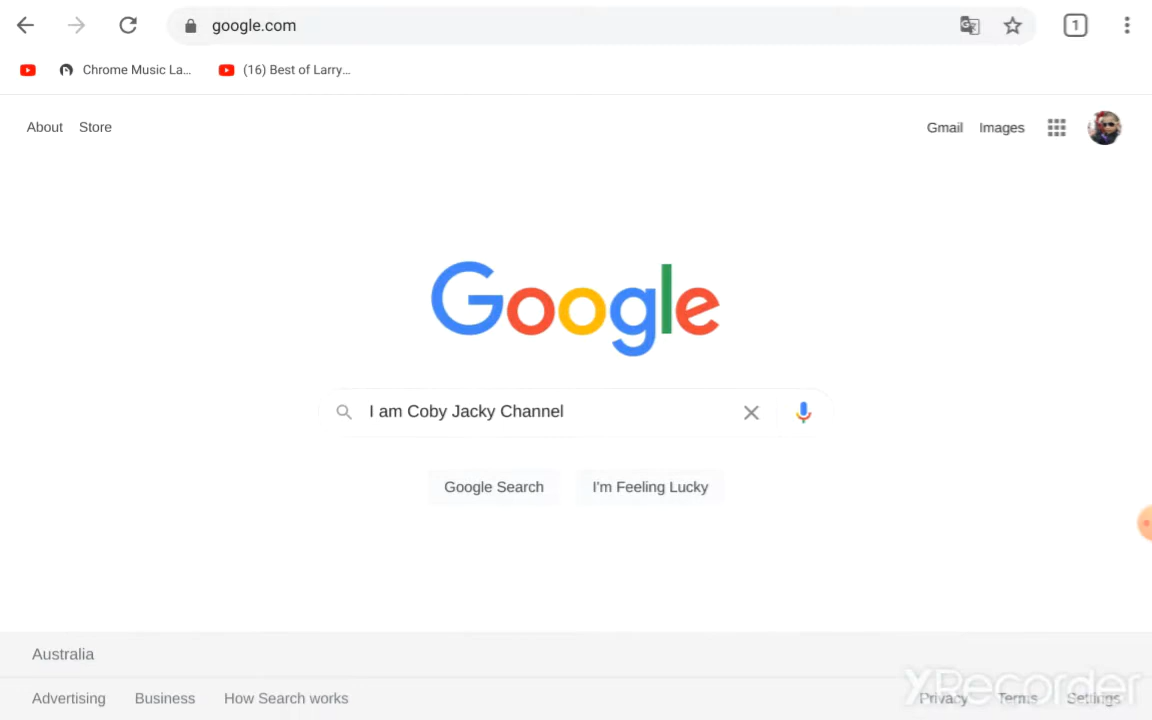 google.com
1
Chrome Music La...
(16) Best of Larry...
About Store
Gmail Images
Google
I am Coby Jacky Channel
Google Search I'm Feeling Lucky
Australia
Advertising Business How Search works
Privacy Terms Settings
XRecorder